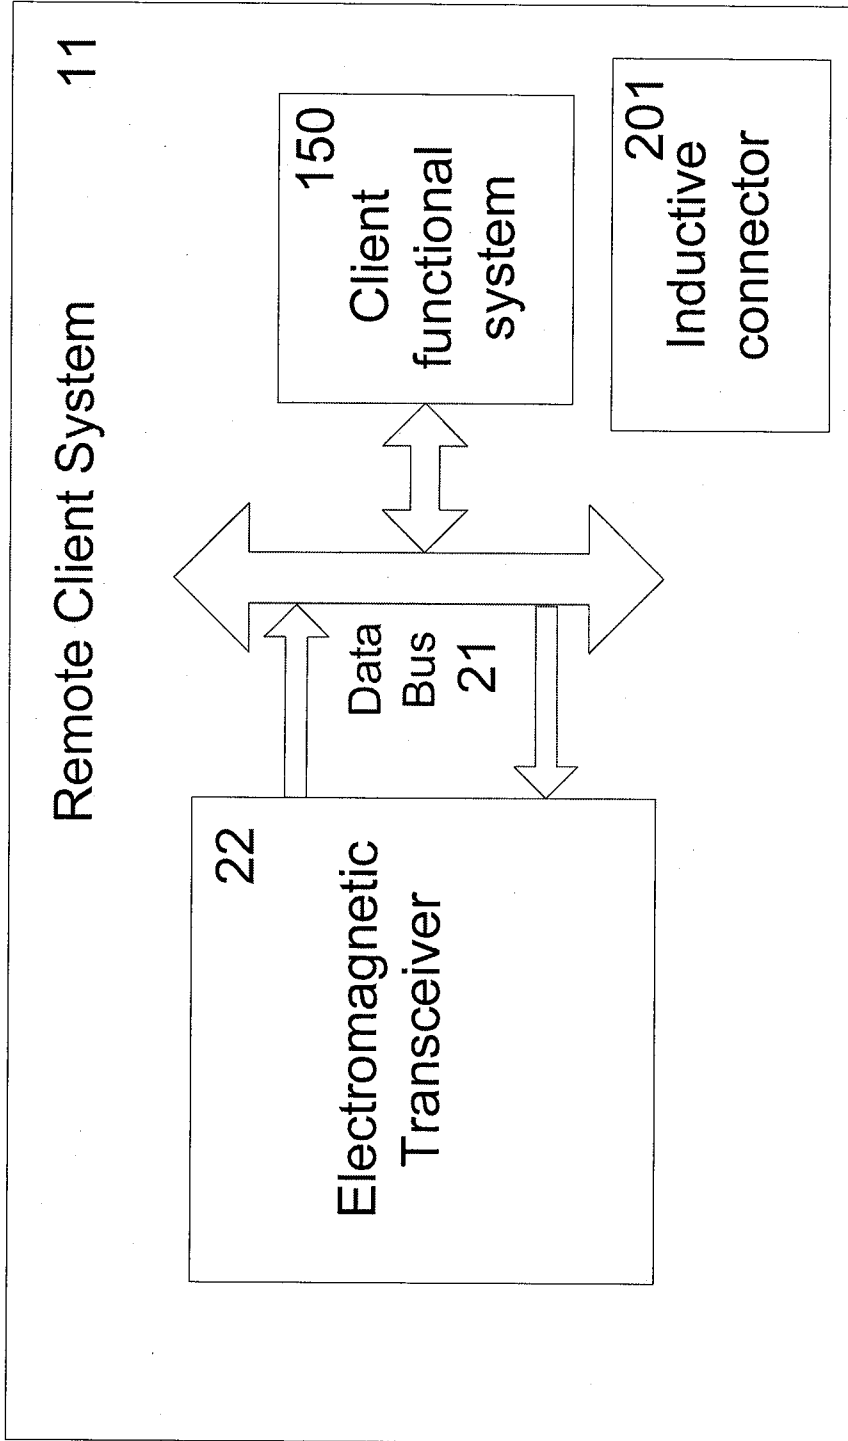 Remote Client System 11
22
Electromagnetic
Transceiver
Data
Bus
21
150
Client
functional
system
201
Inductive
connector